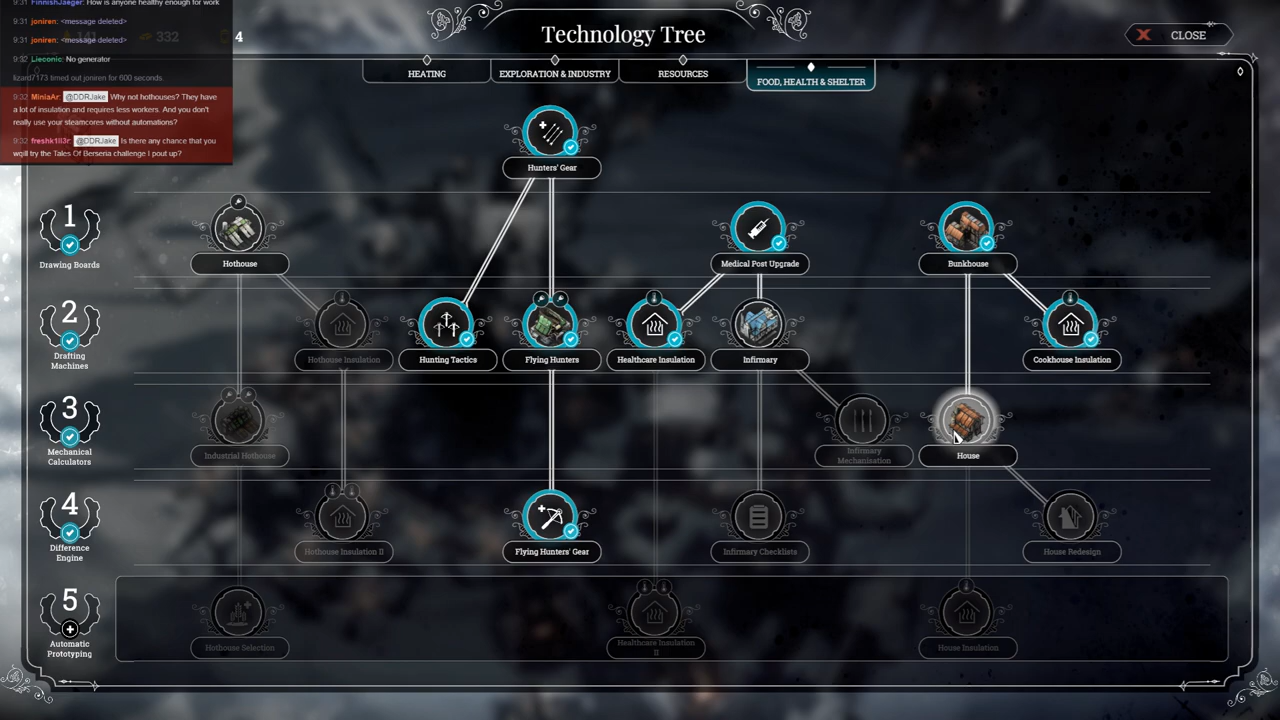 9:31 FinnishJaeger: How is anyone healthy enough for work
9:31 joniren: <message deleted>
9:31 joniren: <message deleted>
9:32 Lieconic: No generator
lizard7173 timed out joniren for 600 seconds.
9:32 MiniaAr: @DDRJake Why not hothouses? They have
a lot of insulation and requires less workers. And you don't
really use your steamcores without automations?
9:32 freshk1ll3r: @DDRJake Is there any chance that you
wqill try the Tales Of Berseria challenge I pout up?
332
4
Technology Tree
CLOSE
HEATING
EXPLORATION & INDUSTRY
RESOURCES
FOOD, HEALTH & SHELTER
Hunters' Gear
1
Drawing Boards
Hothouse
Medical Post Upgrade
Bunkhouse
2
Drafting
Machines
Hothouse Insulation
Hunting Tactics
Flying Hunters
Healthcare Insulation
Infirmary
Cookhouse Insulation
3
Mechanical
Calculators
Industrial Hothouse
Infirmary
Mechanisation
House
4
Difference
Engine
Hothouse Insulation II
Flying Hunters' Gear
Infirmary Checklists
House Redesign
5
Automatic
Prototyping
Hothouse Selection
Healthcare Insulation
II
House Insulation